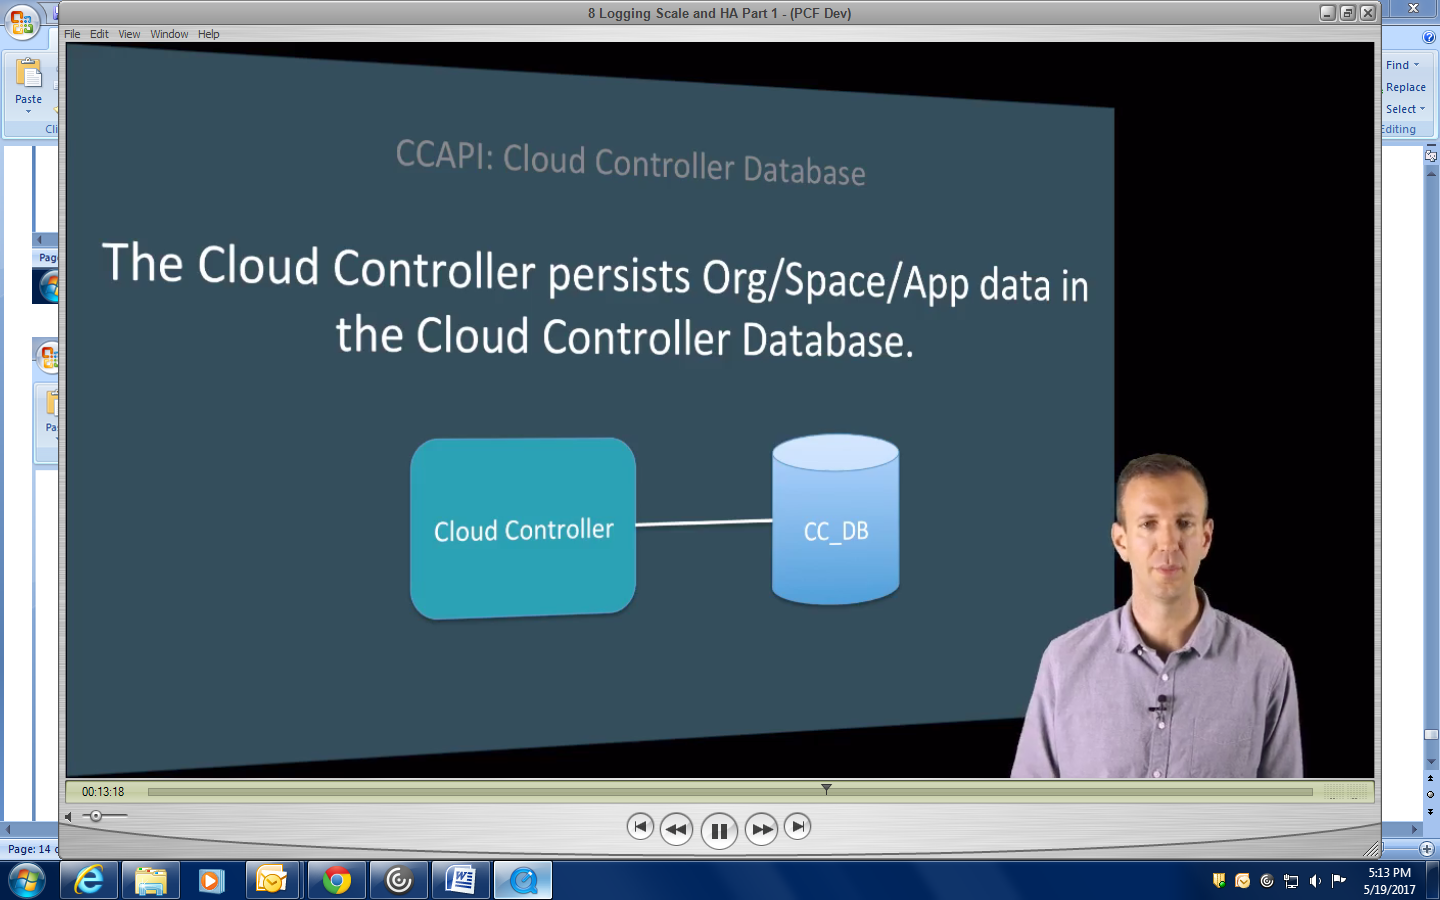 8 Logging Scale and HA Part 1 - (PCF Dev)
File Edit View Window Help
Paste
Find
Replace
Select
Editing
CCAPI: Cloud Controller Database
The Cloud Controller persists Org/Space/App data in
the Cloud Controller Database.
Cloud Controller
CC_DB
00:13:18
Page: 14
5:13 PM
5/19/2017